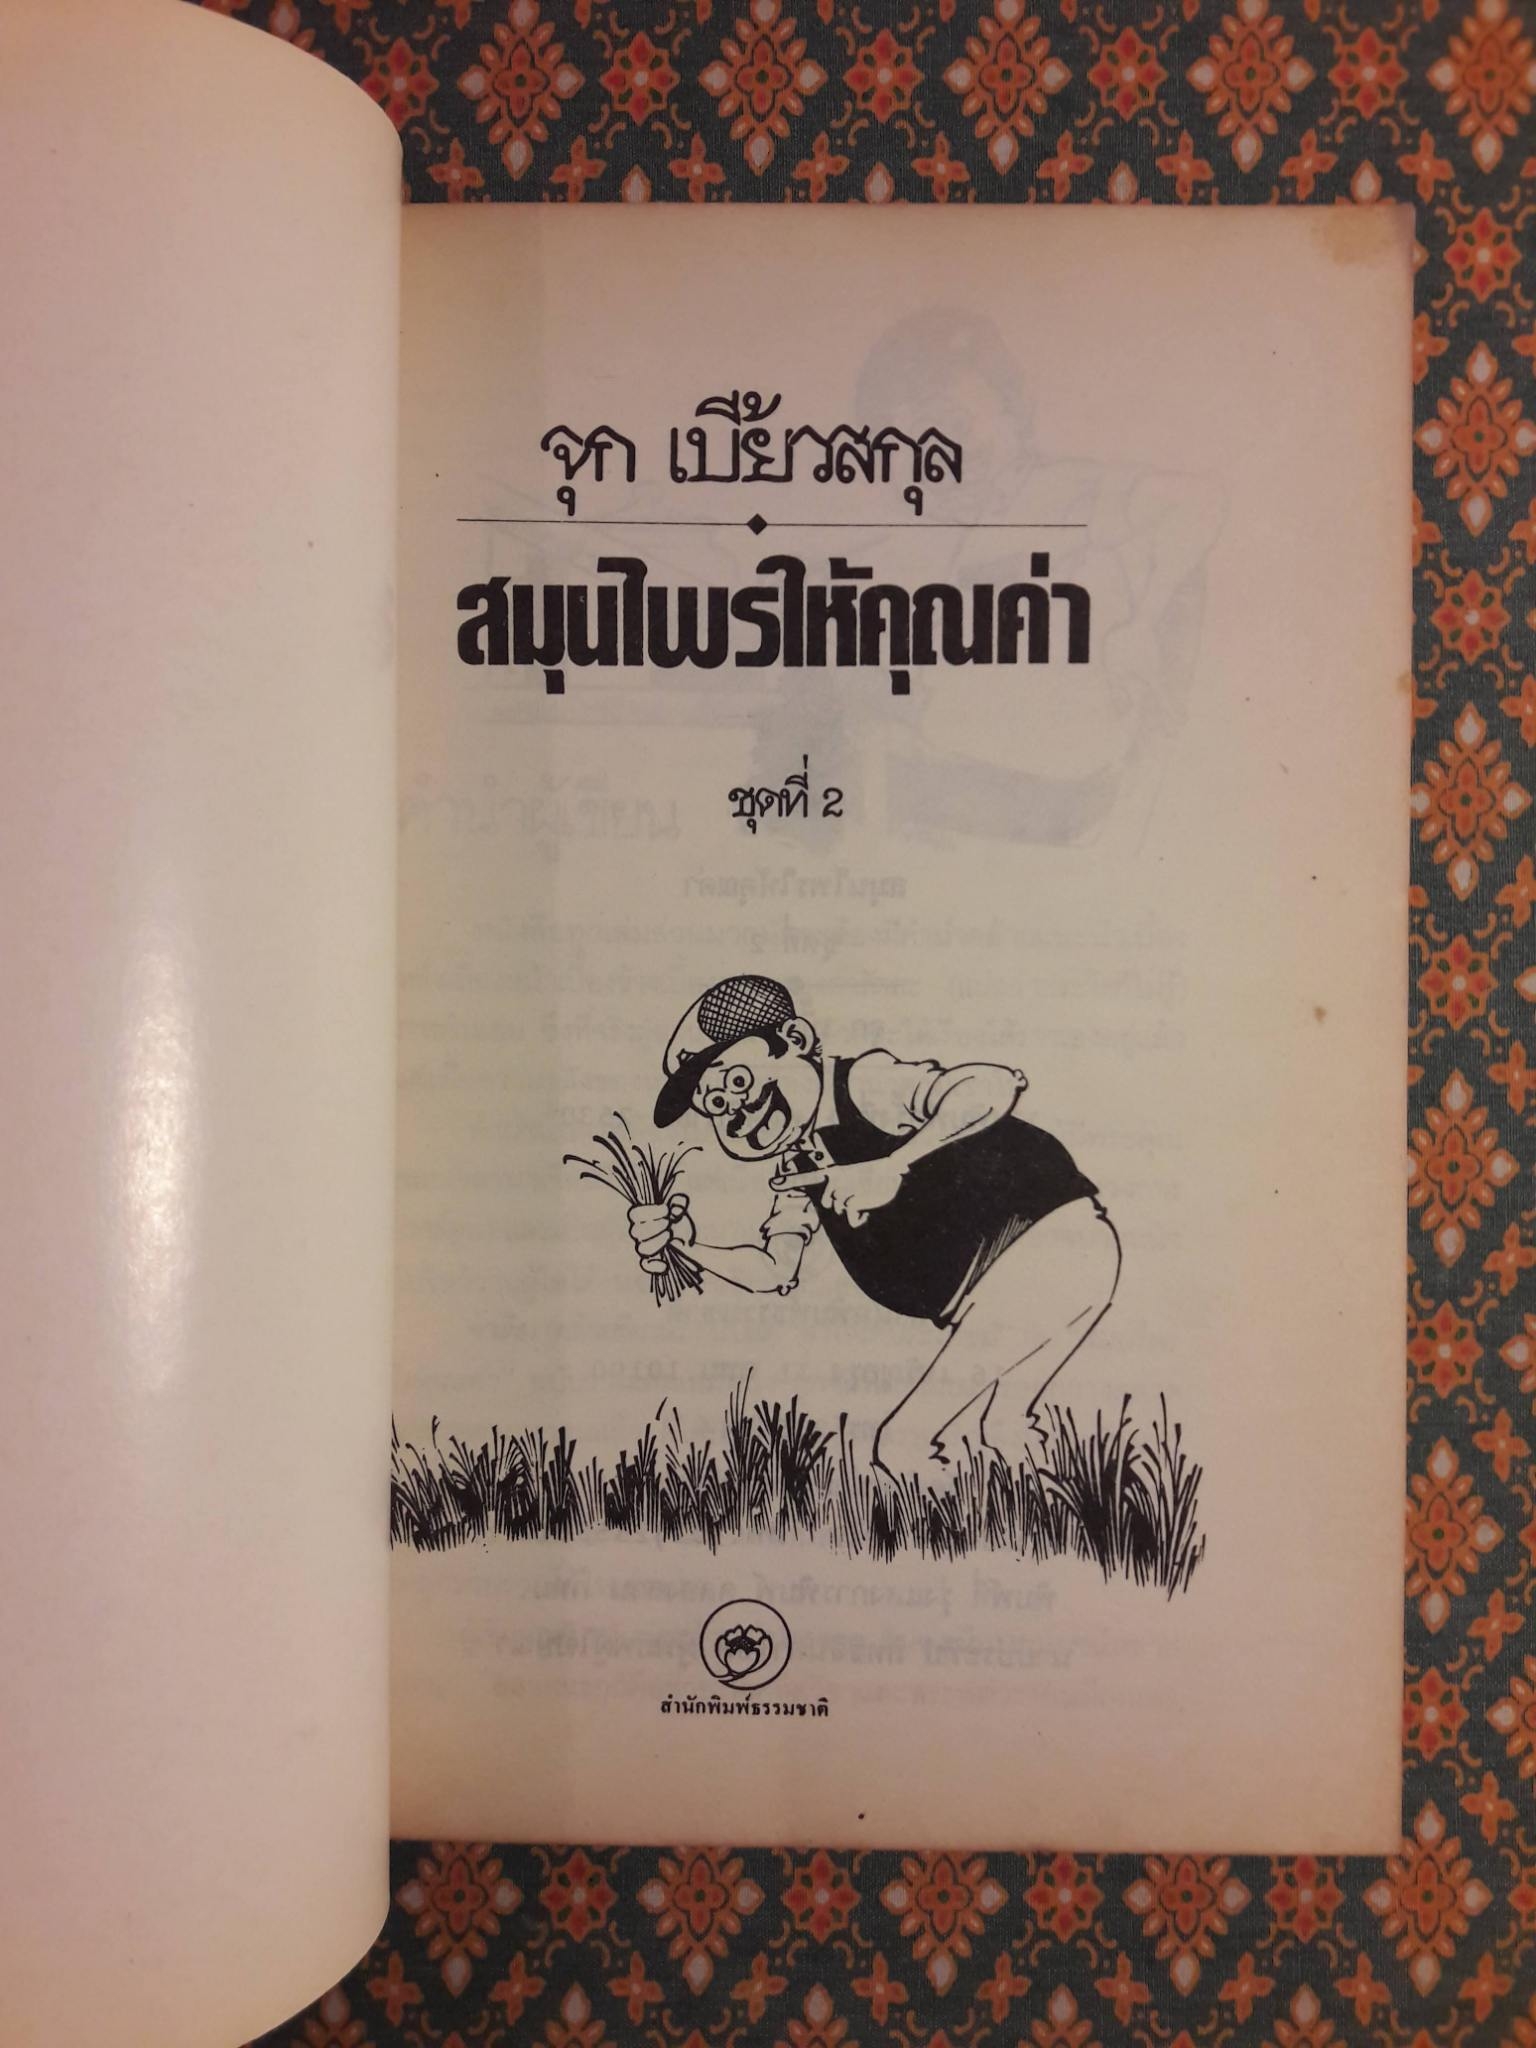 จุก เบี้ยวสกุล
สมุนไพรให้คุณค่า
ชุดที่ 2
สำนักพิมพ์ธรรมชาติ